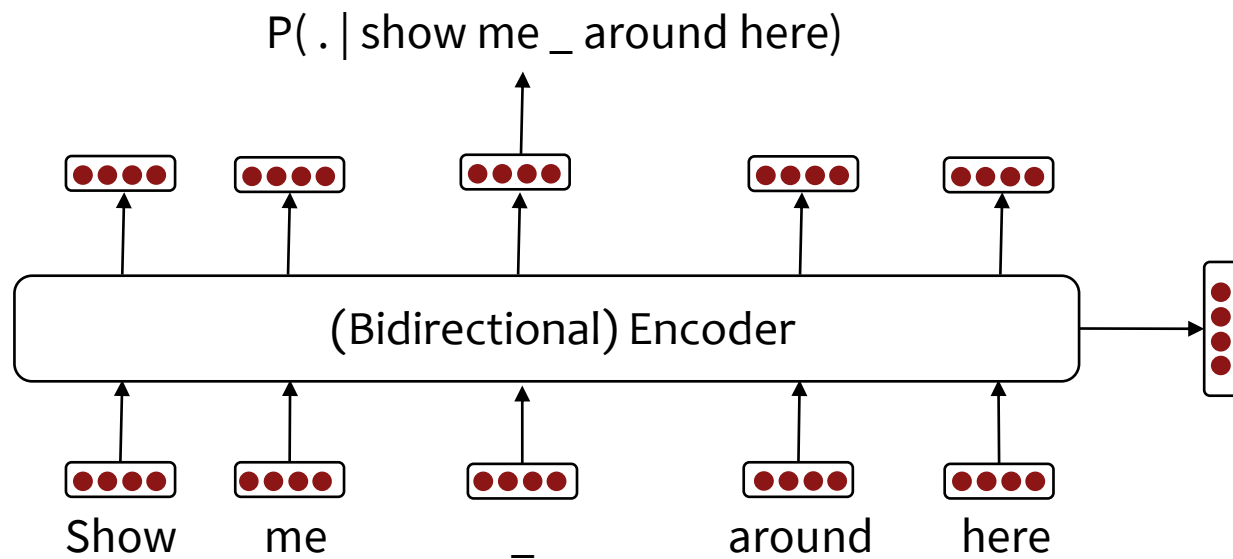 P( . | show me _ around here)
(Bidirectional) Encoder
Show me _ around here